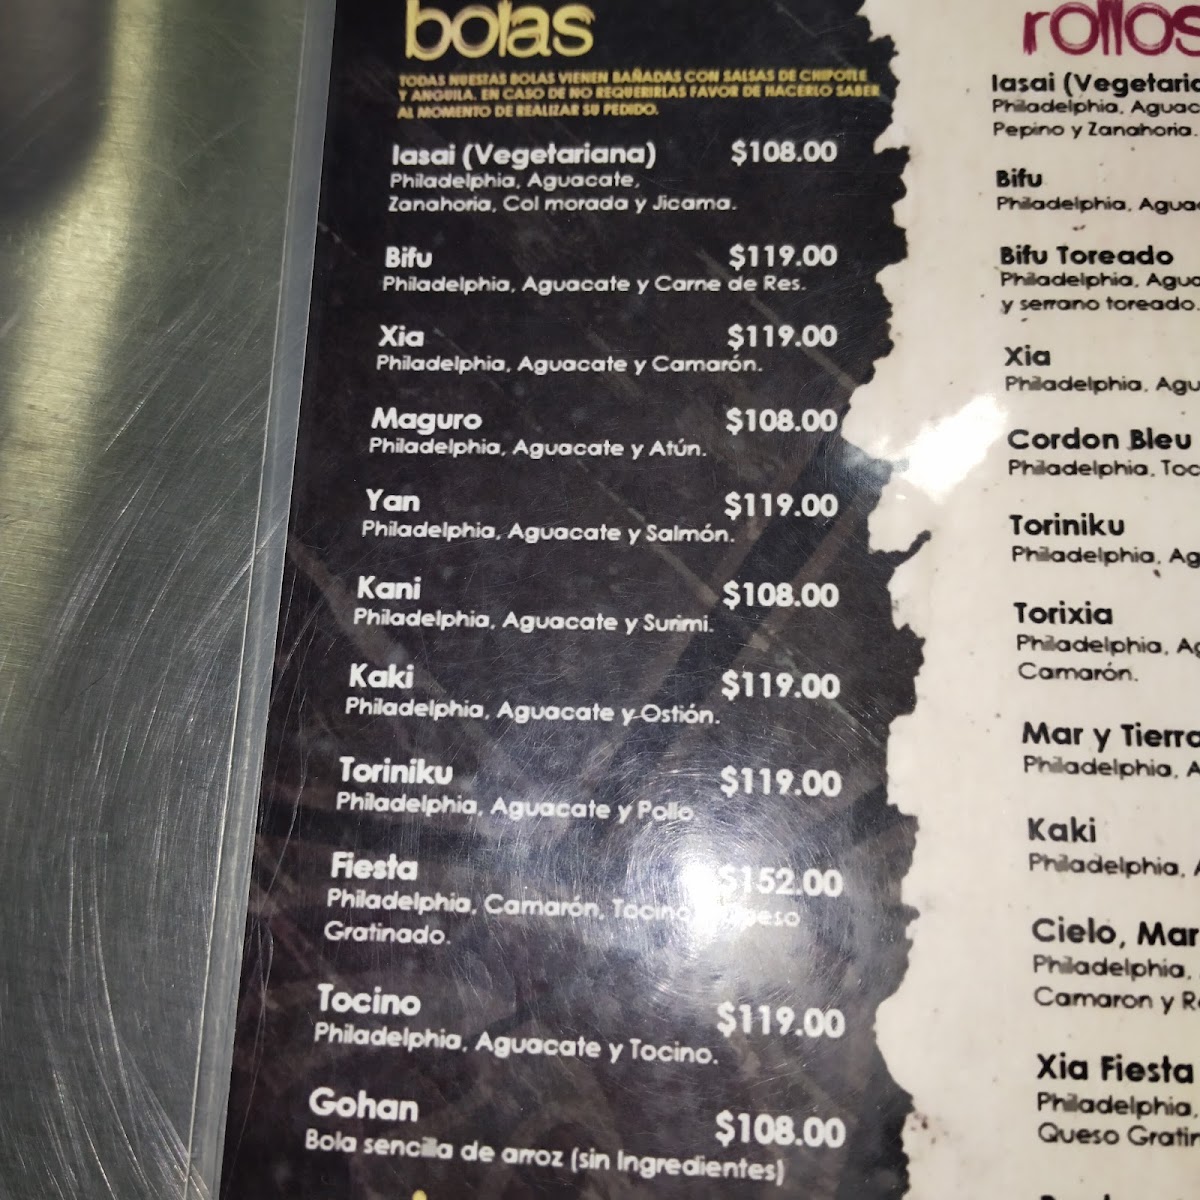 bolas
TODAS NUESTAS BOLAS VIENEN BAÑADAS CON SALSAS DE CHIPOTLE
Y ANGUILA. EN CASO DE NO REQUERIRLAS FAVOR DE HACERLO SABER
AL MOMENTO DE REALIZAR SU PEDIDO.
Iasai (Vegetariana) $108.00
Philadelphia, Aguacate,
Zanahoria, Col morada y Jicama.
Bifu $119.00
Philadelphia, Aguacate y Carne de Res.
Xia $119.00
Philadelphia, Aguacate y Camarón.
Maguro $108.00
Philadelphia, Aguacate y Atún.
Yan $119.00
Philadelphia, Aguacate y Salmón.
Kani $108.00
Philadelphia, Aguacate y Surimi.
Kaki $119.00
Philadelphia, Aguacate y Ostión.
Toriniku $119.00
Philadelphia, Aguacate y Pollo
Fiesta $152.00
Philadelphia, Camarón, Tocino
Gratinado.
Tocino $119.00
Philadelphia, Aguacate y Tocino.
Gohan $108.00
Bola sencilla de arroz (sin Ingredientes)
rollos
Iasai (Vegetaria
Philadelphia, Aguac
Pepino y Zanahoria.
Bifu
Philadelphia, Agua
Bifu Toreado
Philadelphia, Agua
y serrano toreado.
Xia
Philadelphia, Agu
Cordon Bleu
Philadelphia, Toc
Toriniku
Philadelphia, Ag
Torixia
Philadelphia, Ag
Camarón.
Mar y Tierra
Philadelphia, A
Kaki
Philadelphia, A
Cielo, Mar
Philadelphia,
Camaron y R
Xia Fiesta
Philadelphia,
Queso Gratin